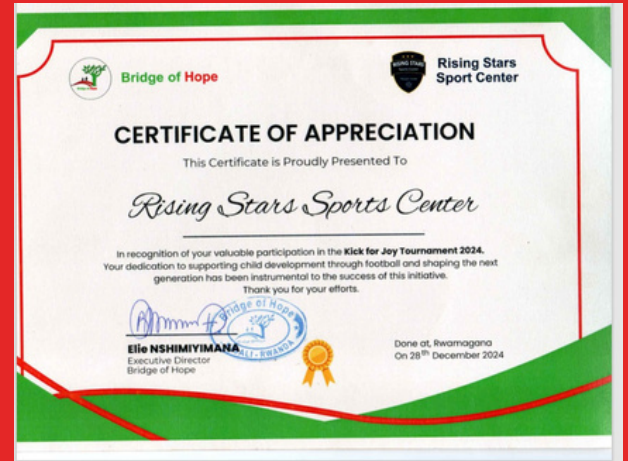 Bridge of Hope
RISING STARS
Rising Stars
Sport Center
CERTIFICATE OF APPRECIATION
This Certificate is Proudly Presented To
Rising Stars Sports Center
In recognition of your valuable participation in the Kick for Joy Tournament 2024.
Your dedication to supporting child development through football and shaping the next
generation has been instrumental to the success of this initiative.
Thank you for your efforts.
Bridge of Hope
ALI - RWANDA
Elie NSHIMIYIMANA
Executive Director
Bridge of Hope
Done at, Rwamagana
On 28th December 2024